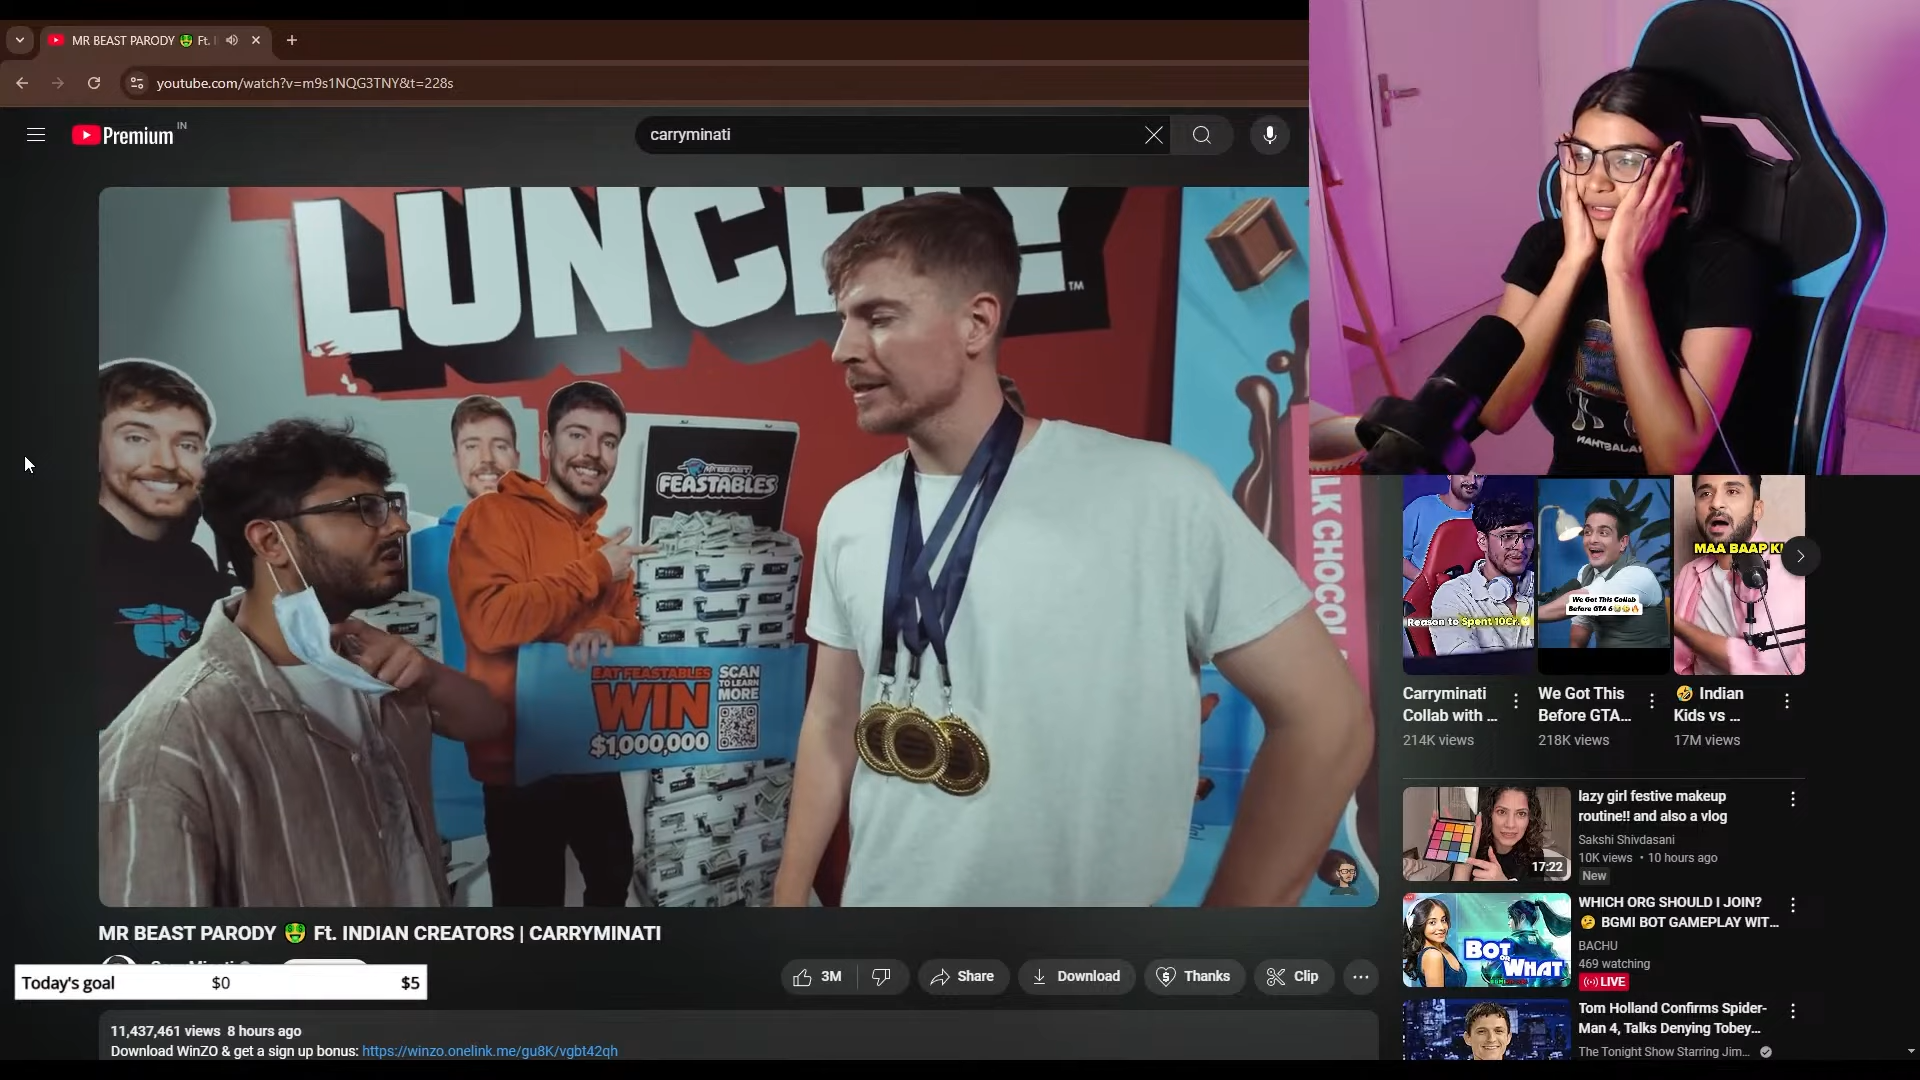 MR BEAST PARODY 🤑 Ft.
youtube.com/watch?v=m9s1NQG3TNY&t=228s
Premium IN
carryminati
LUNCHLY
TM
MRBEAST
FEASTABLES
EAT FEASTABLES
WIN
$1,000,000
SCAN
TO LEARN
MORE
LK CHOCOL
MR BEAST PARODY 🤑 Ft. INDIAN CREATORS | CARRYMINATI
Today's goal $0 $5
3M
Share
Download
Thanks
Clip
11,437,461 views 8 hours ago
Download WinZO & get a sign up bonus: https://winzo.onelink.me/gu8K/vgbt42qh
Reason to Spent 10Cr.
We Got This Collab
Before GTA 6
MAA BAAP KI
Carryminati
Collab with ...
214K views
We Got This
Before GTA...
218K views
🤣 Indian
Kids vs ...
17M views
17:22
lazy girl festive makeup
routine!! and also a vlog
Sakshi Shivdasani
10K views • 10 hours ago
New
BOT
OR
WHAT
WHICH ORG SHOULD I JOIN?
🤔 BGMI BOT GAMEPLAY WIT...
BACHU
469 watching
LIVE
Tom Holland Confirms Spider-
Man 4, Talks Denying Tobey...
The Tonight Show Starring Jim...